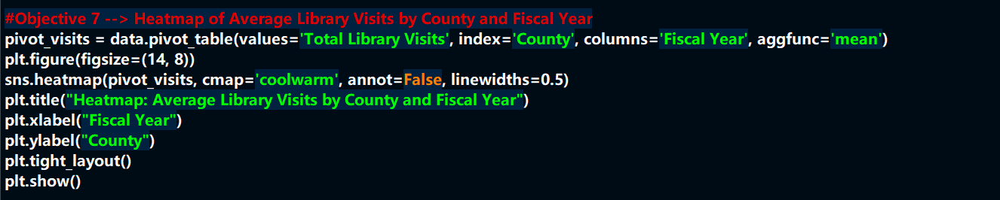 #Objective 7 --> Heatmap of Average Library Visits by County and Fiscal Year
pivot_visits = data.pivot_table(values='Total Library Visits', index='County', columns='Fiscal Year', aggfunc='mean')
plt.figure(figsize=(14, 8))
sns.heatmap(pivot_visits, cmap='coolwarm', annot=False, linewidths=0.5)
plt.title("Heatmap: Average Library Visits by County and Fiscal Year")
plt.xlabel("Fiscal Year")
plt.ylabel("County")
plt.tight_layout()
plt.show()